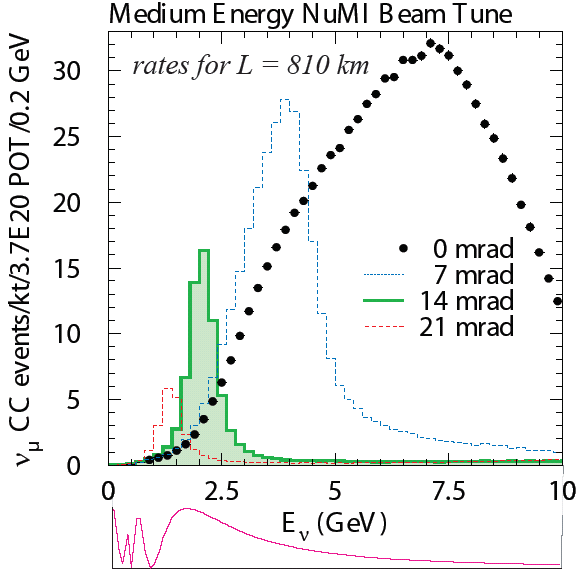 Medium Energy NuMI Beam Tune
rates for L = 810 km
ν_μ CC events/kt/3.7E20 POT /0.2 GeV
30
25
20
15
10
5
0
0 mrad
7 mrad
14 mrad
21 mrad
0 2.5 5 7.5 10
E_ν (GeV)